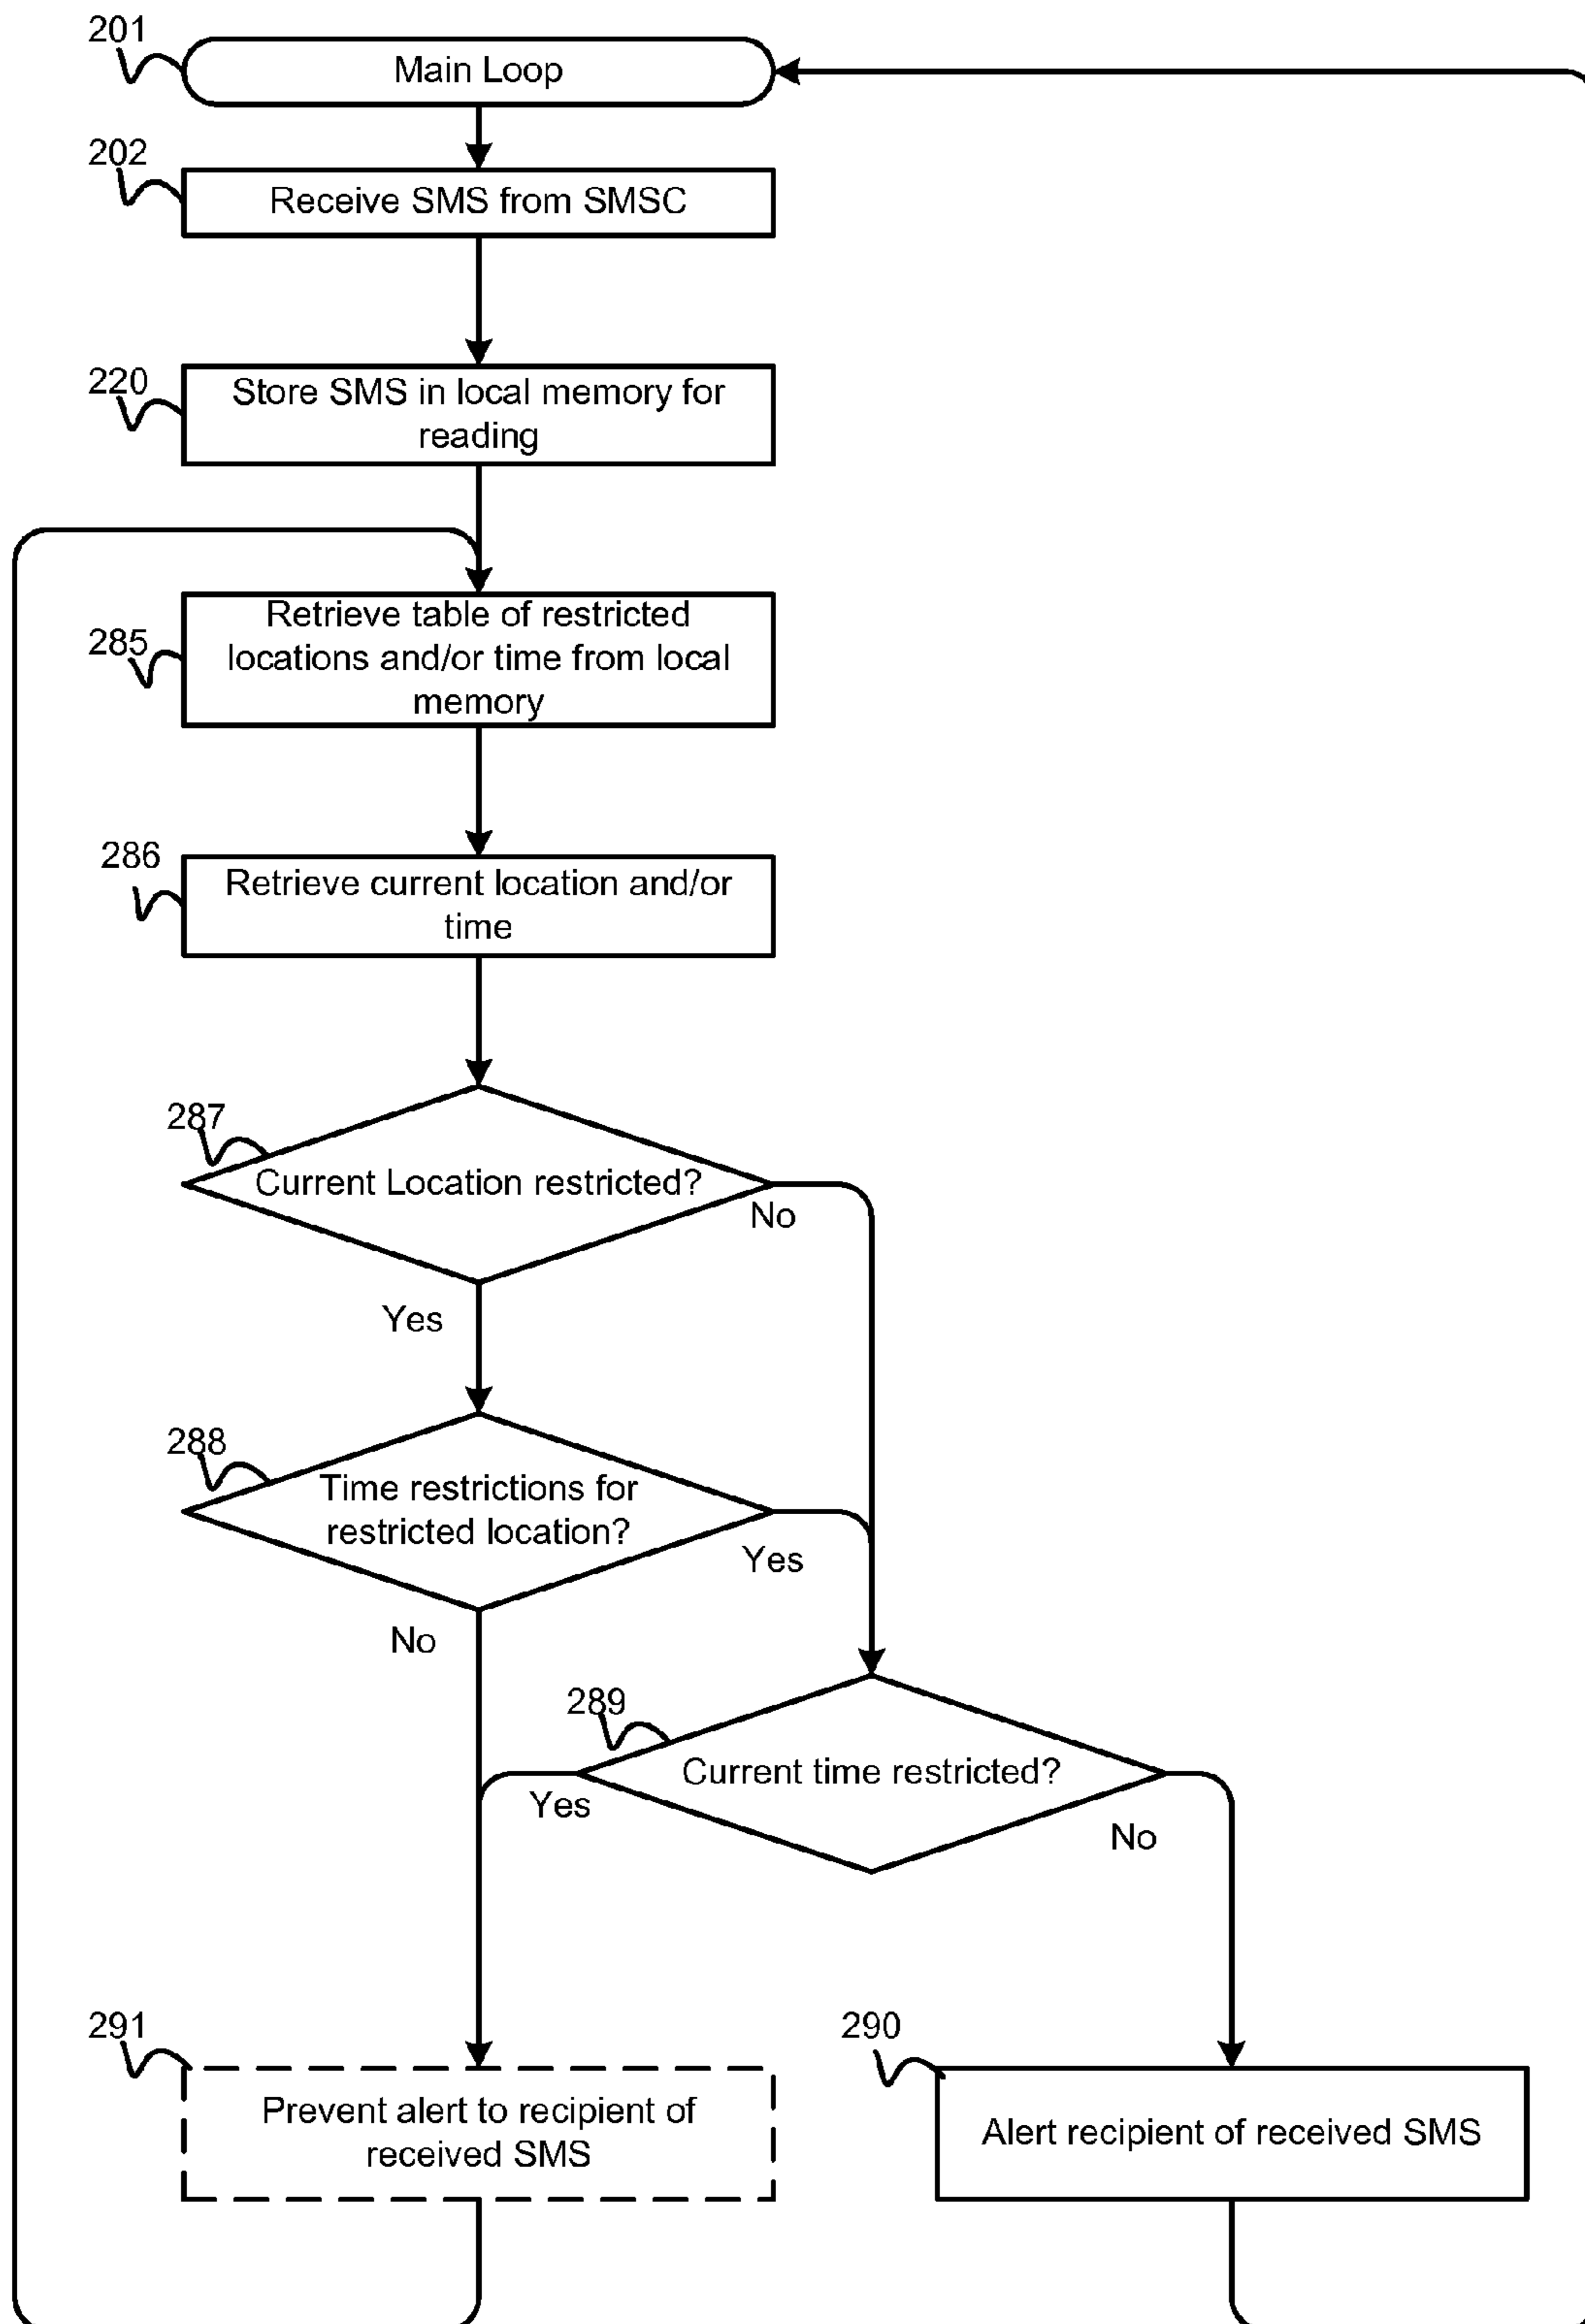 201
Main Loop
202
Receive SMS from SMSC
220
Store SMS in local memory for
reading
285
Retrieve table of restricted
locations and/or time from local
memory
286
Retrieve current location and/or
time
287
Current Location restricted?
No
Yes
288
Time restrictions for
restricted location?
Yes
No
289
Current time restricted?
Yes
No
291
Prevent alert to recipient of
received SMS
290
Alert recipient of received SMS